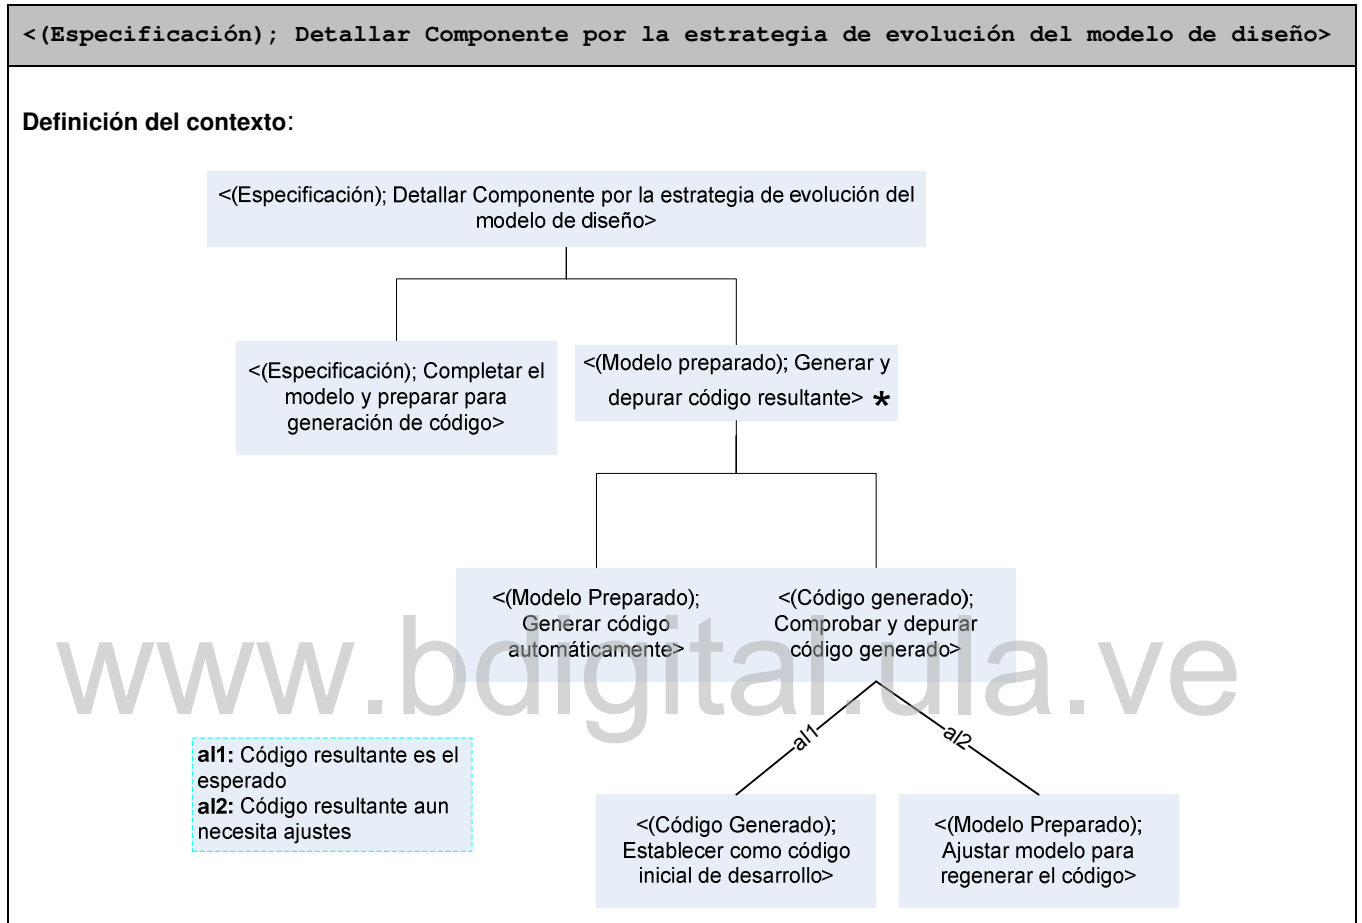 <(Especificación); Detallar Componente por la estrategia de evolución del modelo de diseño>
Definición del contexto:
<(Especificación); Detallar Componente por la estrategia de evolución del
modelo de diseño>
<(Especificación); Completar el
modelo y preparar para
generación de código>
<(Modelo preparado); Generar y
depurar código resultante> *
<(Modelo Preparado);
Generar código
automáticamente>
<(Código generado);
Comprobar y depurar
código generado>
www.bdigital.ula.ve
al1
al2
al1: Código resultante es el
esperado
al2: Código resultante aun
necesita ajustes
<(Código Generado);
Establecer como código
inicial de desarrollo>
<(Modelo Preparado);
Ajustar modelo para
regenerar el código>